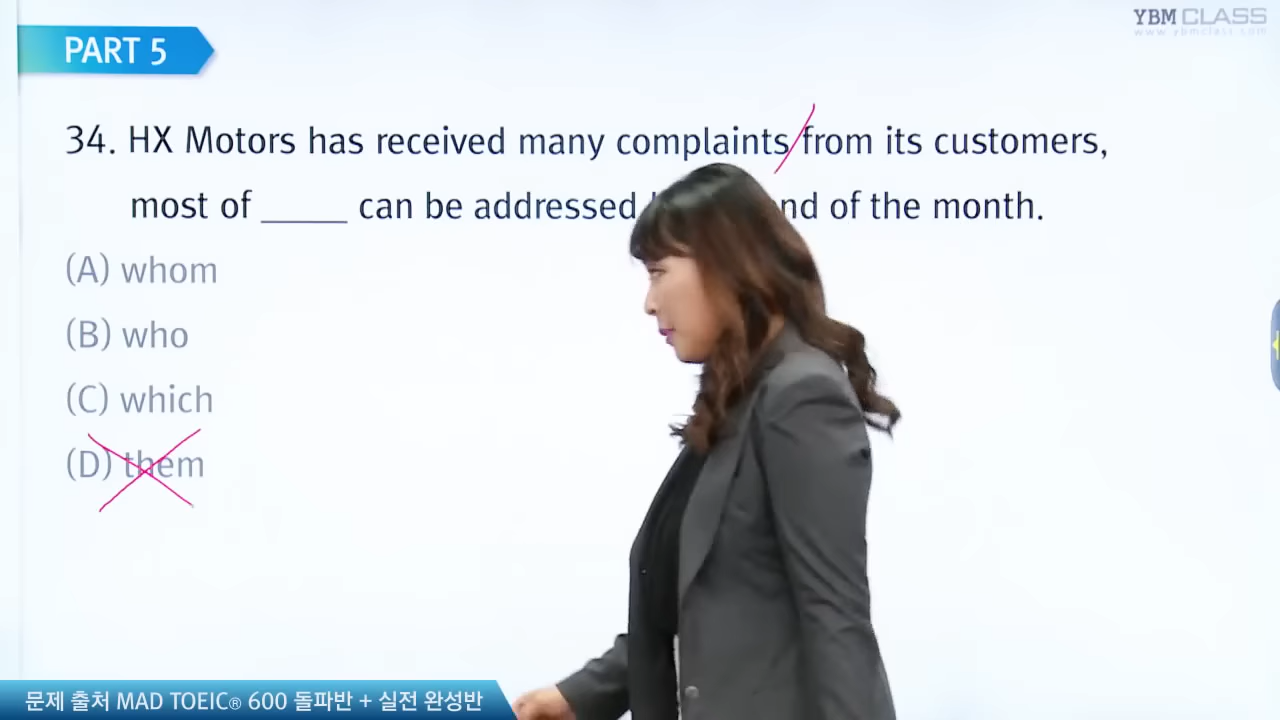 YBM CLASS
www.ybmclass.com
PART 5
34. HX Motors has received many complaints from its customers,
most of _____ can be addressed nd of the month.
(A) whom
(B) who
(C) which
(D) them
문제 출처 MAD TOEIC® 600 돌파반 + 실전 완성반